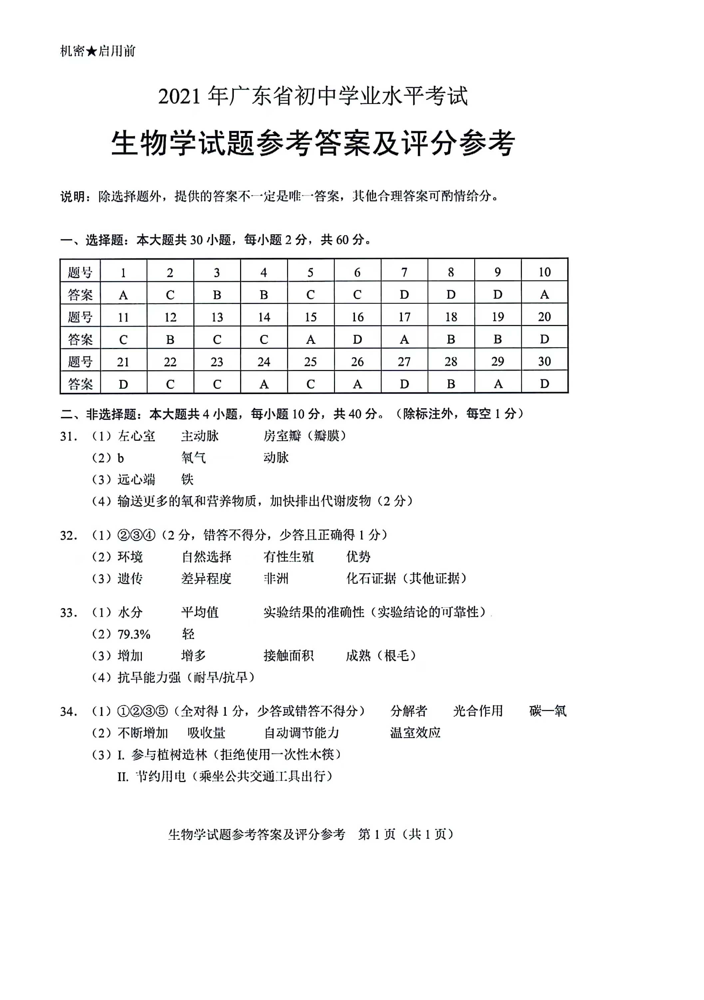 机密★启用前
2021 年广东省初中学业水平考试
生物学试题参考答案及评分参考
说明：除选择题外，提供的答案不一定是唯一答案，其他合理答案可酌情给分。
一、选择题：本大题共 30 小题，每小题 2 分，共 60 分。
题号 1 2 3 4 5 6 7 8 9 10
答案 A C B B C C D D D A
题号 11 12 13 14 15 16 17 18 19 20
答案 C B C C A D A B B D
题号 21 22 23 24 25 26 27 28 29 30
答案 D C C A C A D B A D
二、非选择题：本大题共 4 小题，每小题 10 分，共 40 分。（除标注外，每空 1 分）
31. （1）左心室 主动脉 房室瓣（瓣膜）
（2）b 氧气 动脉
（3）远心端 铁
（4）输送更多的氧和营养物质，加快排出代谢废物（2 分）
32. （1）②③④（2 分，错答不得分，少答且正确得 1 分）
（2）环境 自然选择 有性生殖 优势
（3）遗传 差异程度 非洲 化石证据（其他证据）
33. （1）水分 平均值 实验结果的准确性（实验结论的可靠性）
（2）79.3% 轻
（3）增加 增多 接触面积 成熟（根毛）
（4）抗旱能力强（耐旱/抗旱）
34. （1）①②③⑤（全对得 1 分，少答或错答不得分） 分解者 光合作用 碳—氧
（2）不断增加 吸收量 自动调节能力 温室效应
（3）I. 参与植树造林（拒绝使用一次性木筷）
II. 节约用电（乘坐公共交通工具出行）
生物学试题参考答案及评分参考 第 1 页（共 1 页）